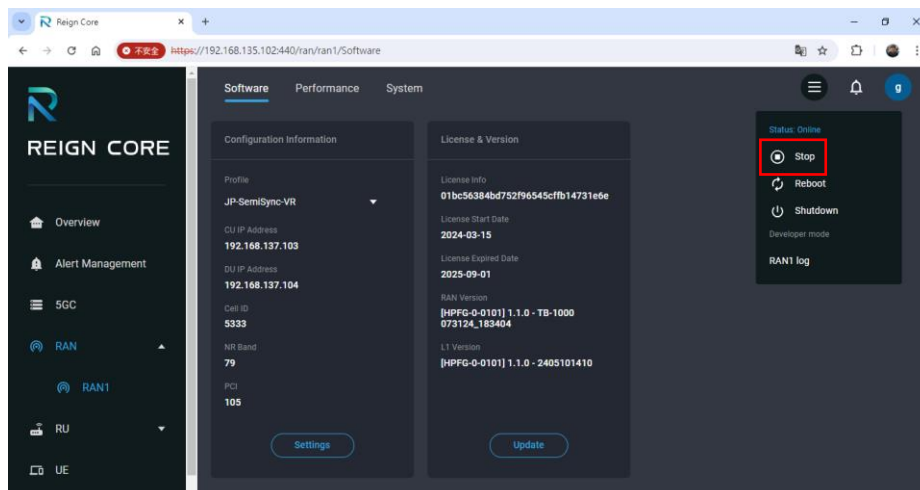 Reign Core
不安全
https://192.168.135.102:440/ran/ran1/Software
REIGN CORE
Overview
Alert Management
5GC
RAN
RAN1
RU
UE
Software Performance System
Configuration Information
Profile
JP-SemiSync-VR
CU IP Address
192.168.137.103
DU IP Address
192.168.137.104
Cell ID
5333
NR Band
79
PCI
105
Settings
License & Version
License Info
01bc56384bd752f96545cffb14731e6e
License Start Date
2024-03-15
License Expired Date
2025-09-01
RAN Version
[HPFG-0-0101] 1.1.0 - TB-1000
073124_183404
L1 Version
[HPFG-0-0101] 1.1.0 - 2405101410
Update
g
Status: Online
Stop
Reboot
Shutdown
Developer mode
RAN1 log